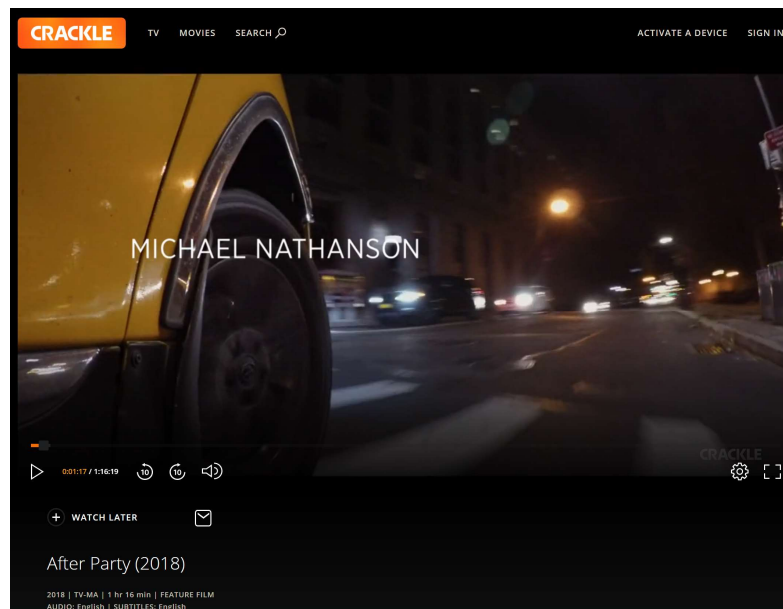 CRACKLE TV MOVIES SEARCH ACTIVATE A DEVICE SIGN IN
MICHAEL NATHANSON
CRACKLE
0:01:17 / 1:16:19 10 10
+ WATCH LATER
After Party (2018)
2018 | TV-MA | 1 hr 16 min | FEATURE FILM
AUDIO: English | SUBTITLES: English